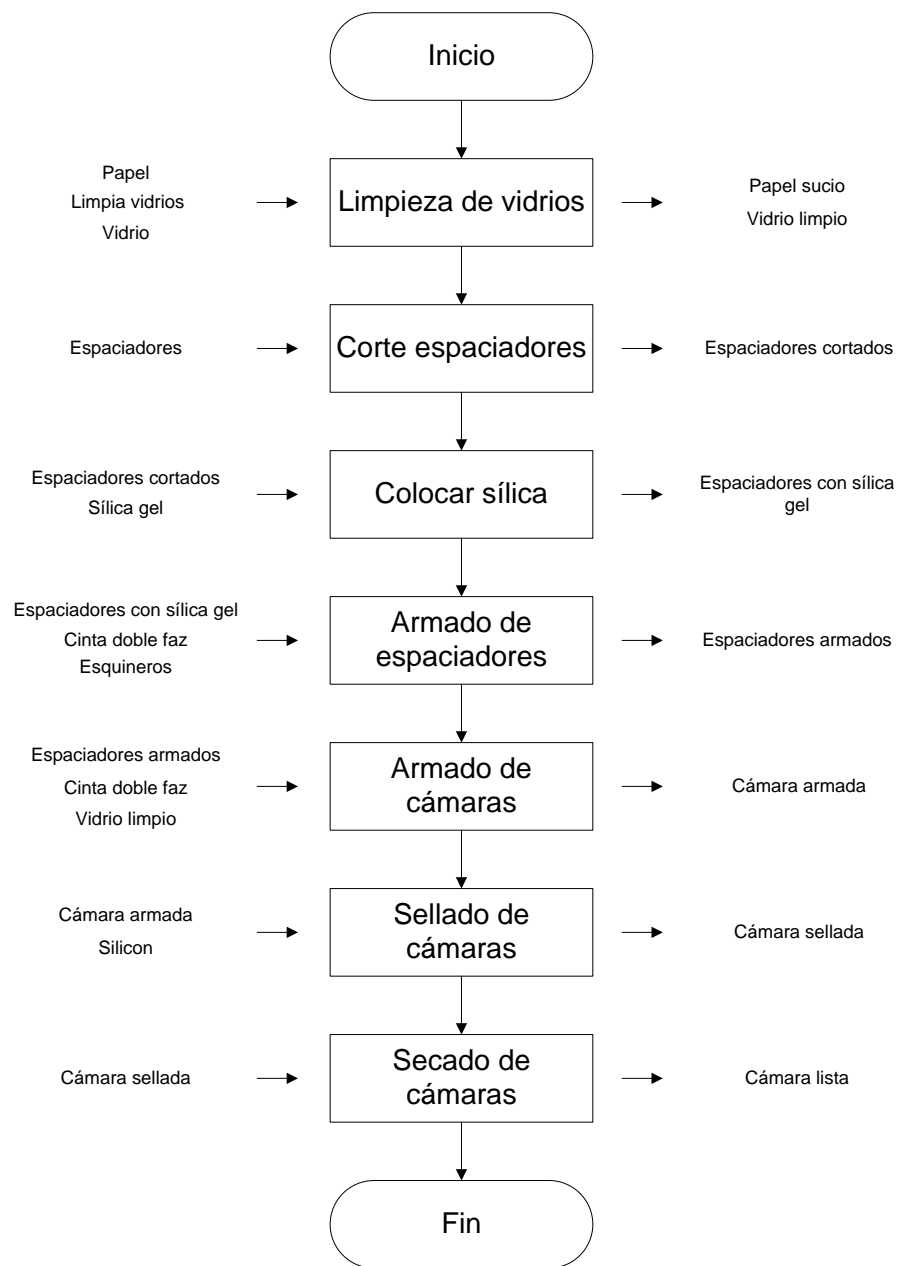 Inicio
Papel
Limpia vidrios
Vidrio
Limpieza de vidrios
Papel sucio
Vidrio limpio
Espaciadores
Corte espaciadores
Espaciadores cortados
Espaciadores cortados
Sílica gel
Colocar sílica
Espaciadores con sílica
gel
Espaciadores con sílica gel
Cinta doble faz
Esquineros
Armado de
espaciadores
Espaciadores armados
Espaciadores armados
Cinta doble faz
Vidrio limpio
Armado de
cámaras
Cámara armada
Cámara armada
Silicon
Sellado de
cámaras
Cámara sellada
Cámara sellada
Secado de
cámaras
Cámara lista
Fin